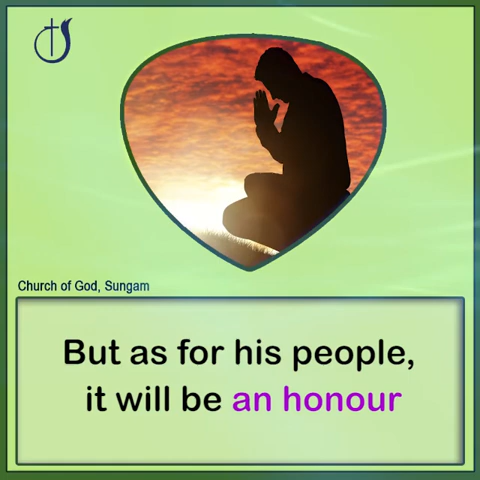 Church of God, Sungam
But as for his people,
it will be an honour